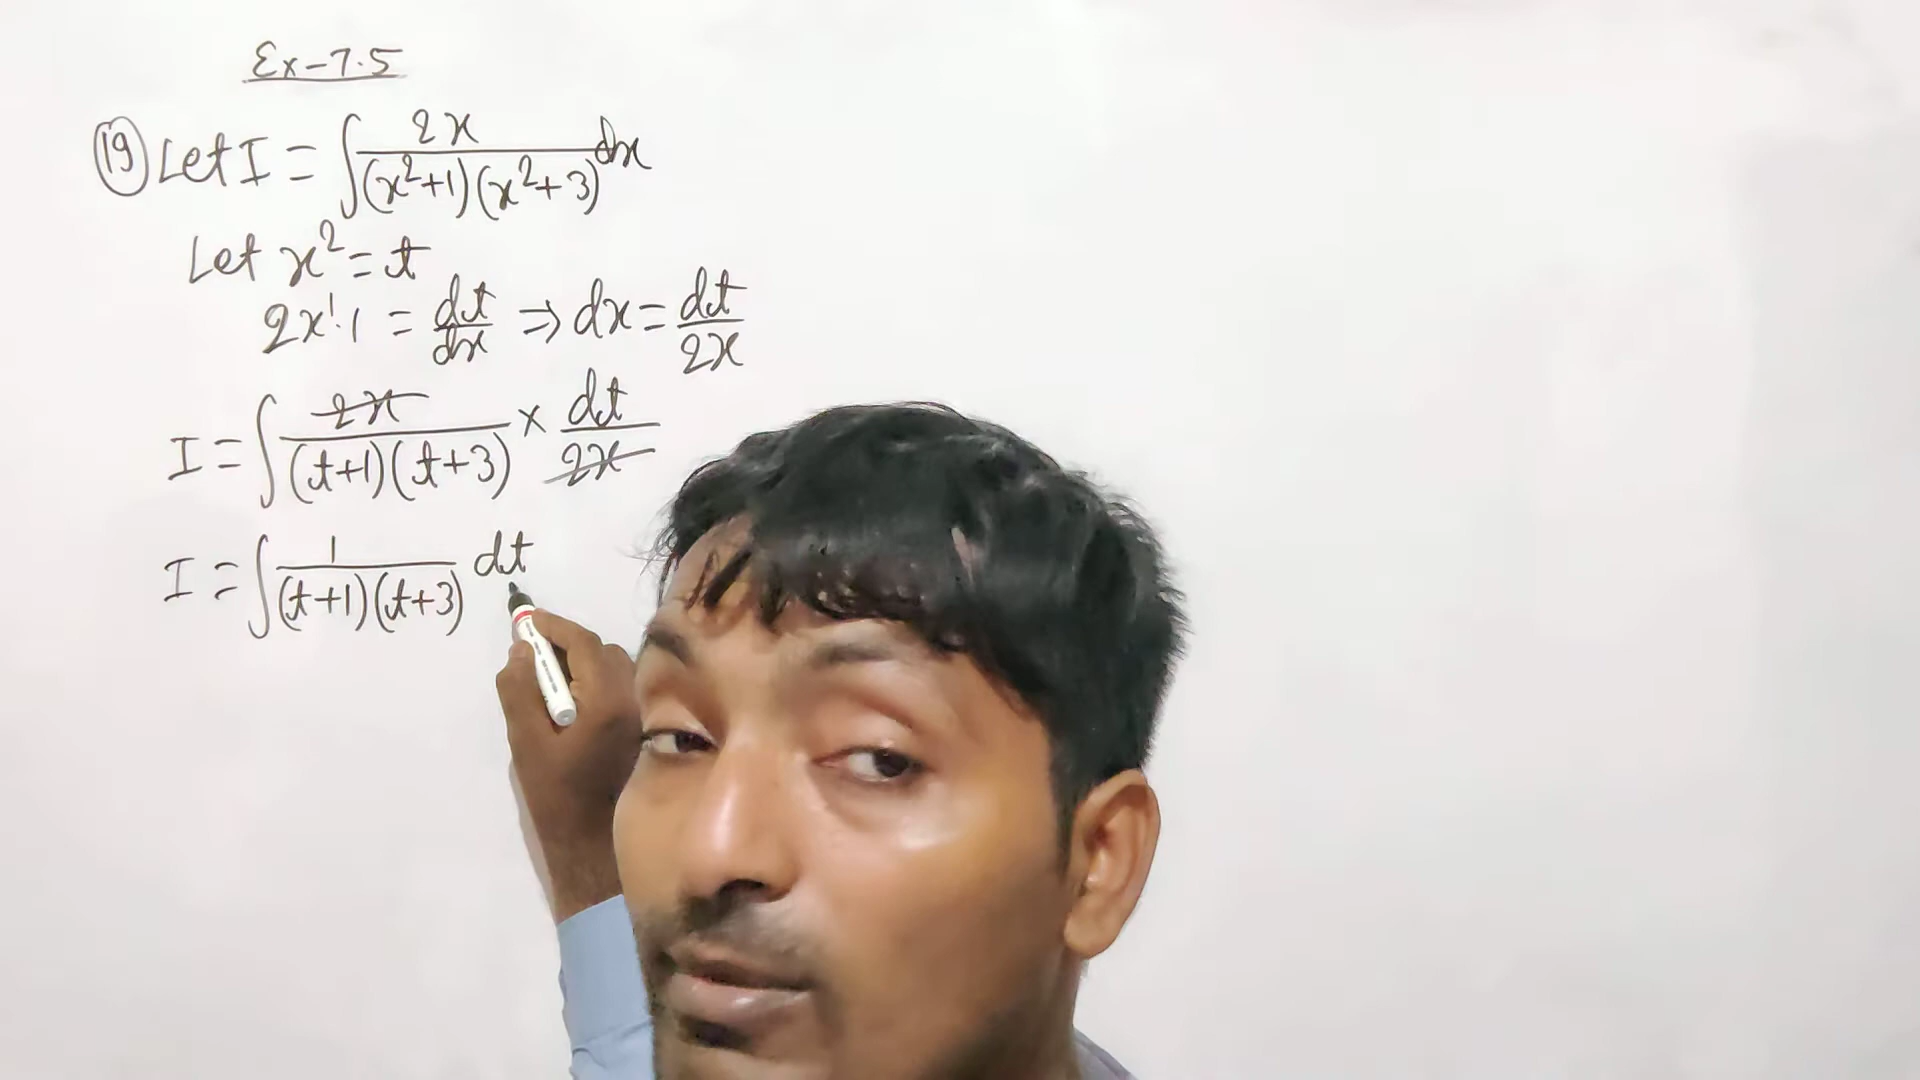 Ex-7.5
(19) Let I = ∫ 2x/((x²+1)(x²+3)) dx
Let x² = t
2x¹·1 = dt/dx ⇒ dx = dt/2x
I = ∫ 2x/((t+1)(t+3)) × dt/2x
I = ∫ 1/((t+1)(t+3)) dt